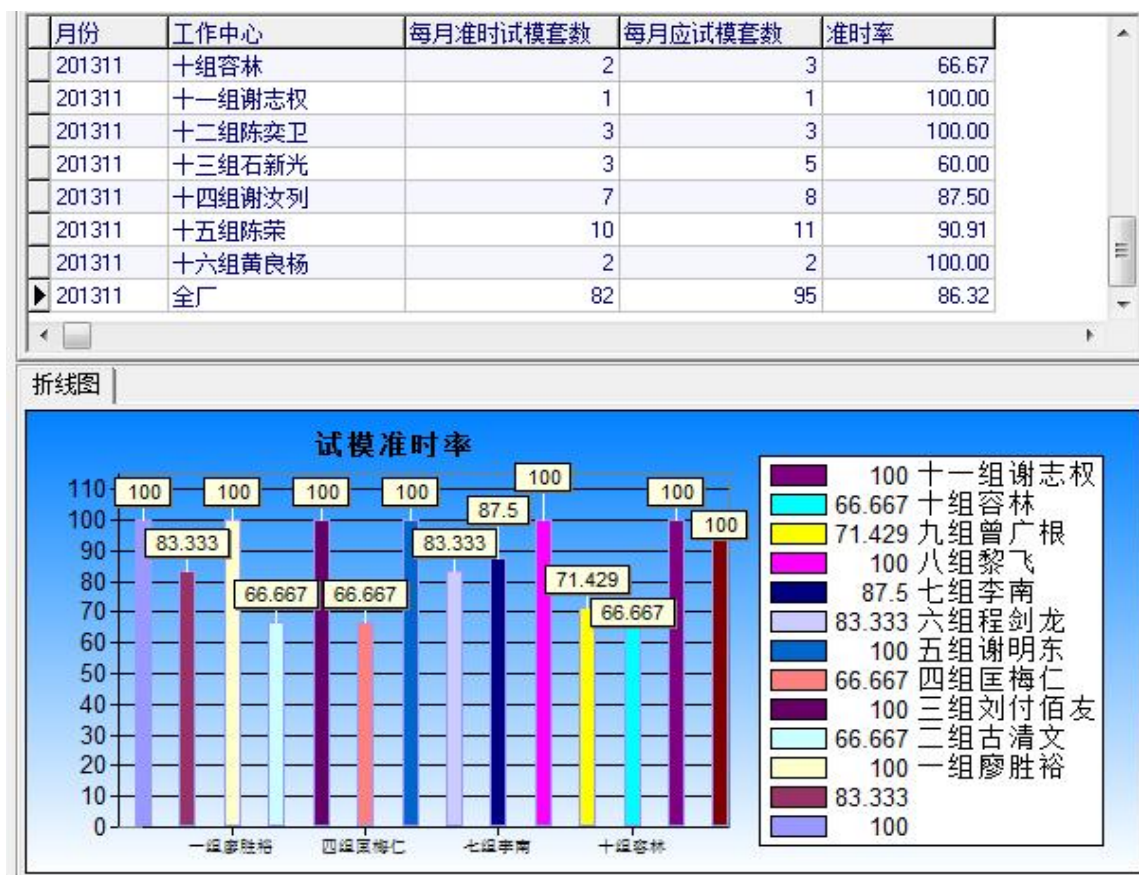 月份 工作中心 每月准时试模套数 每月应试模套数 准时率
201311 十组容林 2 3 66.67
201311 十一组谢志权 1 1 100.00
201311 十二组陈奕卫 3 3 100.00
201311 十三组石新光 3 5 60.00
201311 十四组谢汝列 7 8 87.50
201311 十五组陈荣 10 11 90.91
201311 十六组黄良杨 2 2 100.00
201311 全厂 82 95 86.32
折线图
试模准时率
110
100
90
80
70
60
50
40
30
20
10
0
100
83.333
100
66.667
100
66.667
100
83.333
87.5
100
71.429
66.667
100
100
一组廖胜裕 四组匡梅仁 七组李南 十组容林
100 十一组谢志权
66.667 十组容林
71.429 九组曾广根
100 八组黎飞
87.5 七组李南
83.333 六组程剑龙
100 五组谢明东
66.667 四组匡梅仁
100 三组刘付佰友
66.667 二组古清文
100 一组廖胜裕
83.333
100